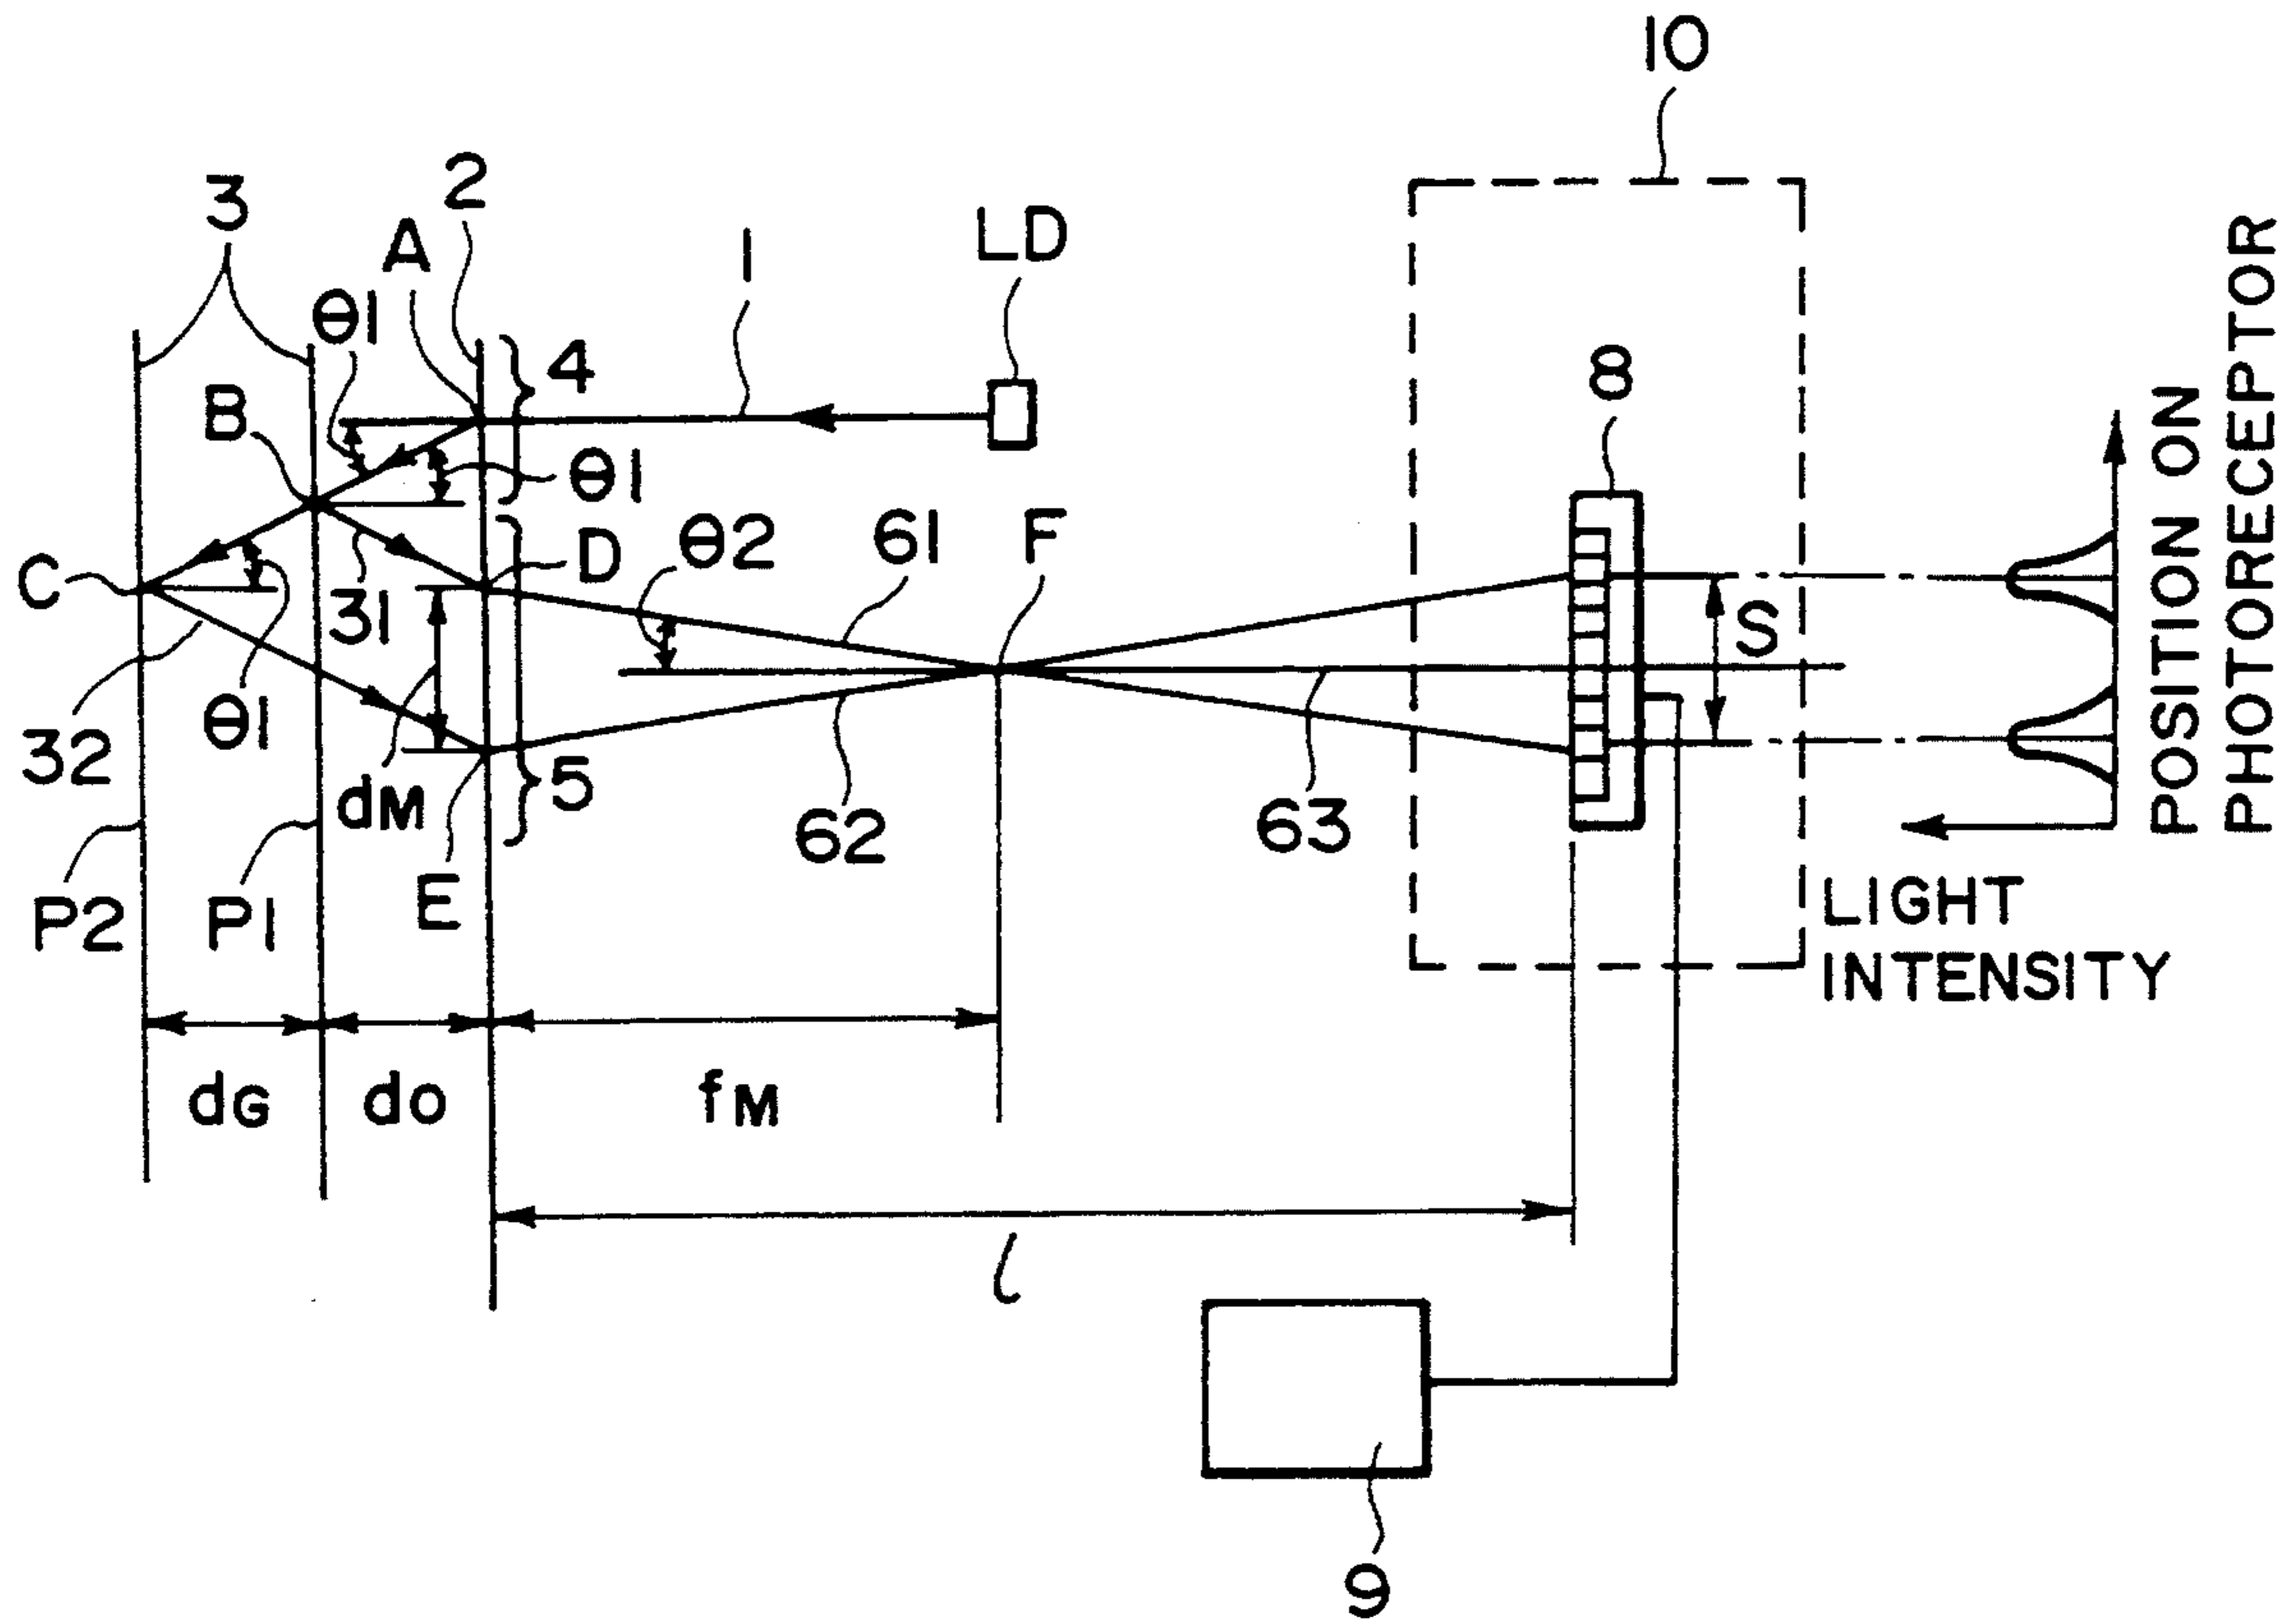 10
3
A
2
1
LD
θ1
4
8
B
θ1
C
31
D
θ2
61
F
S
POSITION ON
PHOTORECEPTOR
32
θ1
dM
5
62
63
P2
P1
E
LIGHT
INTENSITY
dG
do
fM
l
9